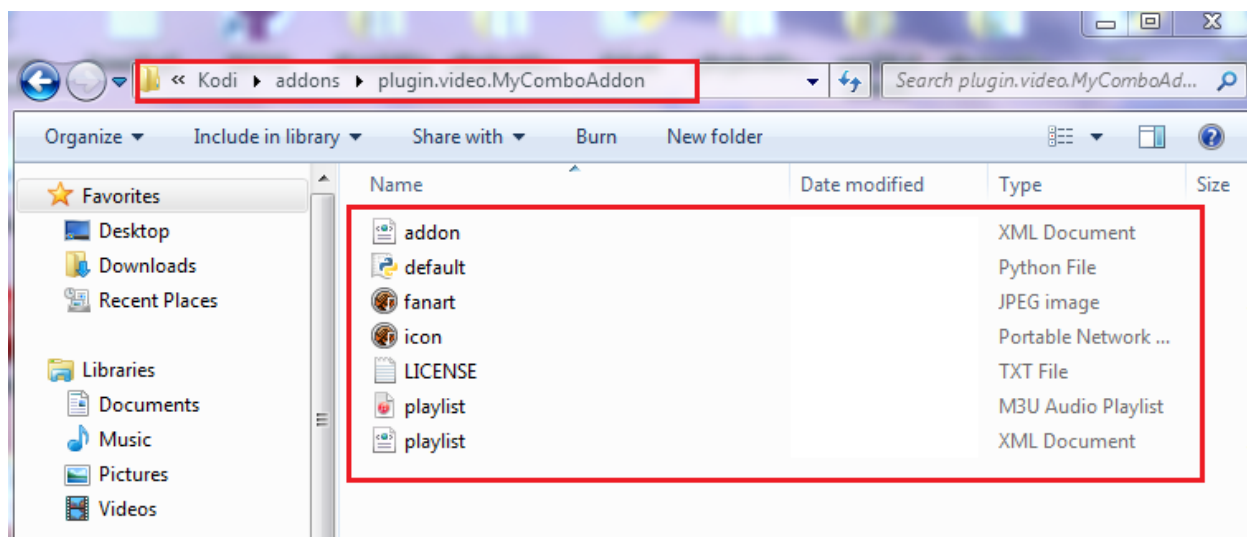 « Kodi ▸ addons ▸ plugin.video.MyComboAddon Search plugin.video.MyComboAd...
Organize Include in library Share with Burn New folder
Name Date modified Type Size
Favorites
Desktop
Downloads
Recent Places
Libraries
Documents
Music
Pictures
Videos
addon XML Document
default Python File
fanart JPEG image
icon Portable Network ...
LICENSE TXT File
playlist M3U Audio Playlist
playlist XML Document